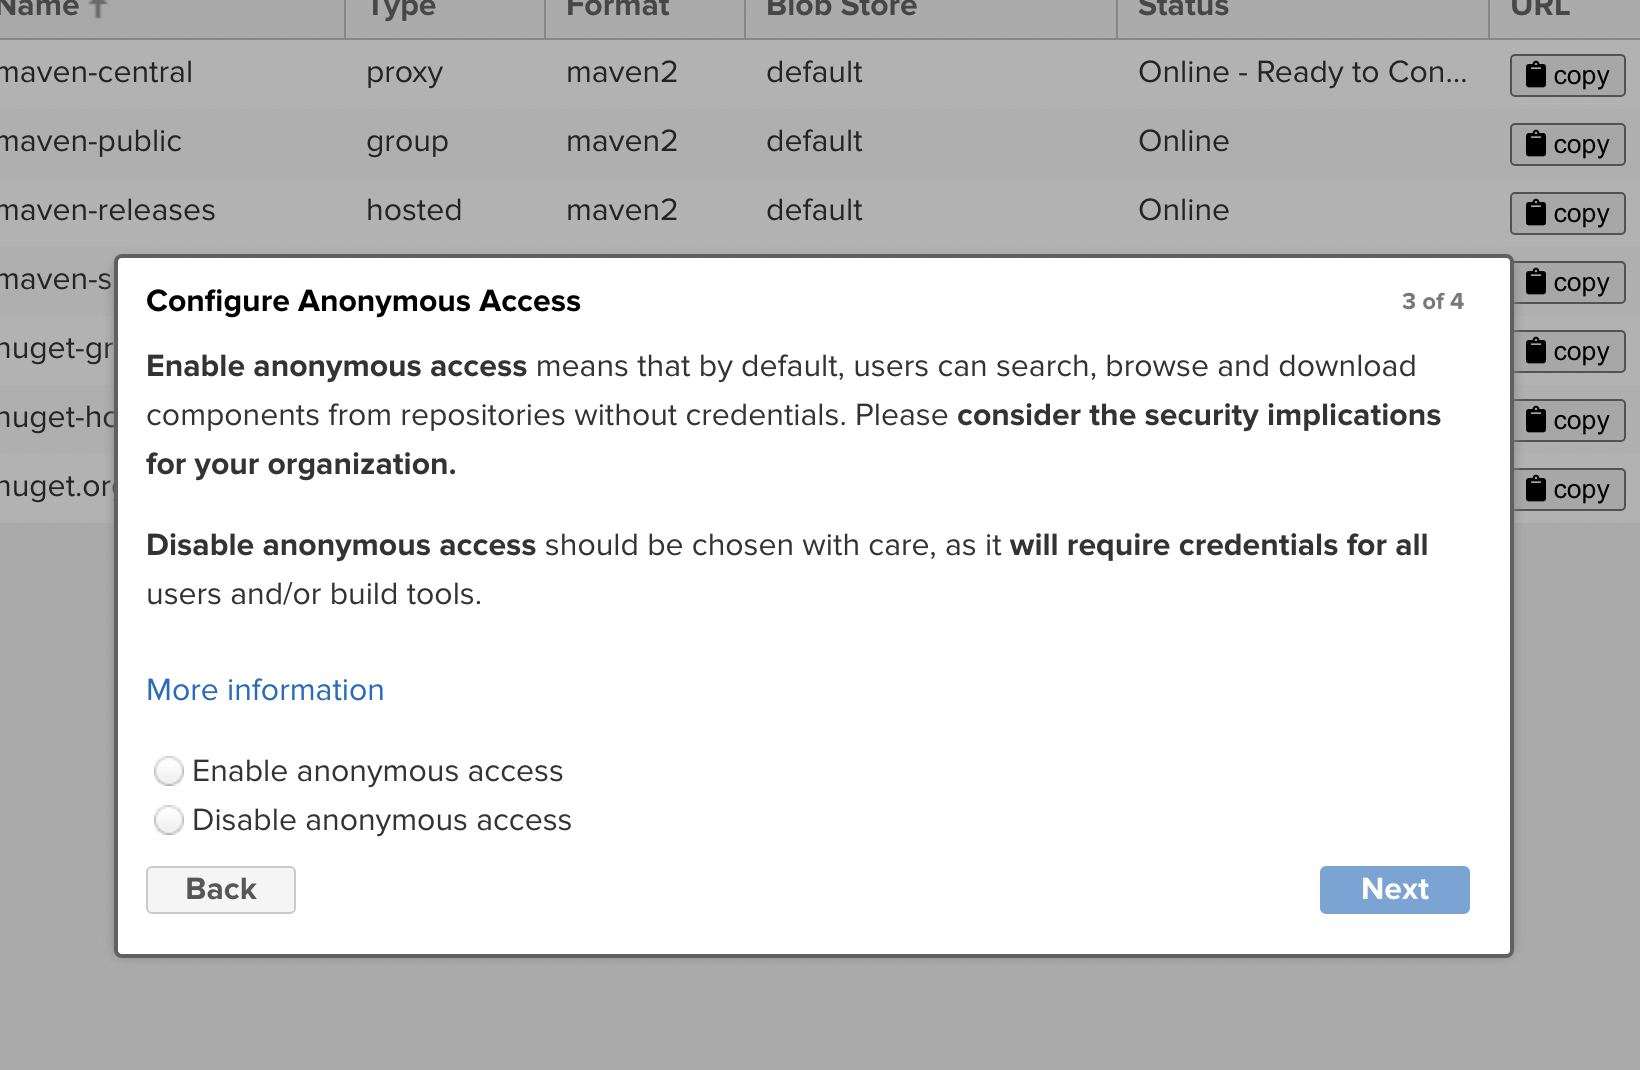 Name Type Format Blob Store Status URL
maven-central proxy maven2 default Online - Ready to Con... copy
maven-public group maven2 default Online copy
maven-releases hosted maven2 default Online copy
maven-s copy
nuget-gr copy
nuget-ho copy
nuget.or copy
Configure Anonymous Access 3 of 4
Enable anonymous access means that by default, users can search, browse and download
components from repositories without credentials. Please consider the security implications
for your organization.
Disable anonymous access should be chosen with care, as it will require credentials for all
users and/or build tools.
More information
Enable anonymous access
Disable anonymous access
Back Next